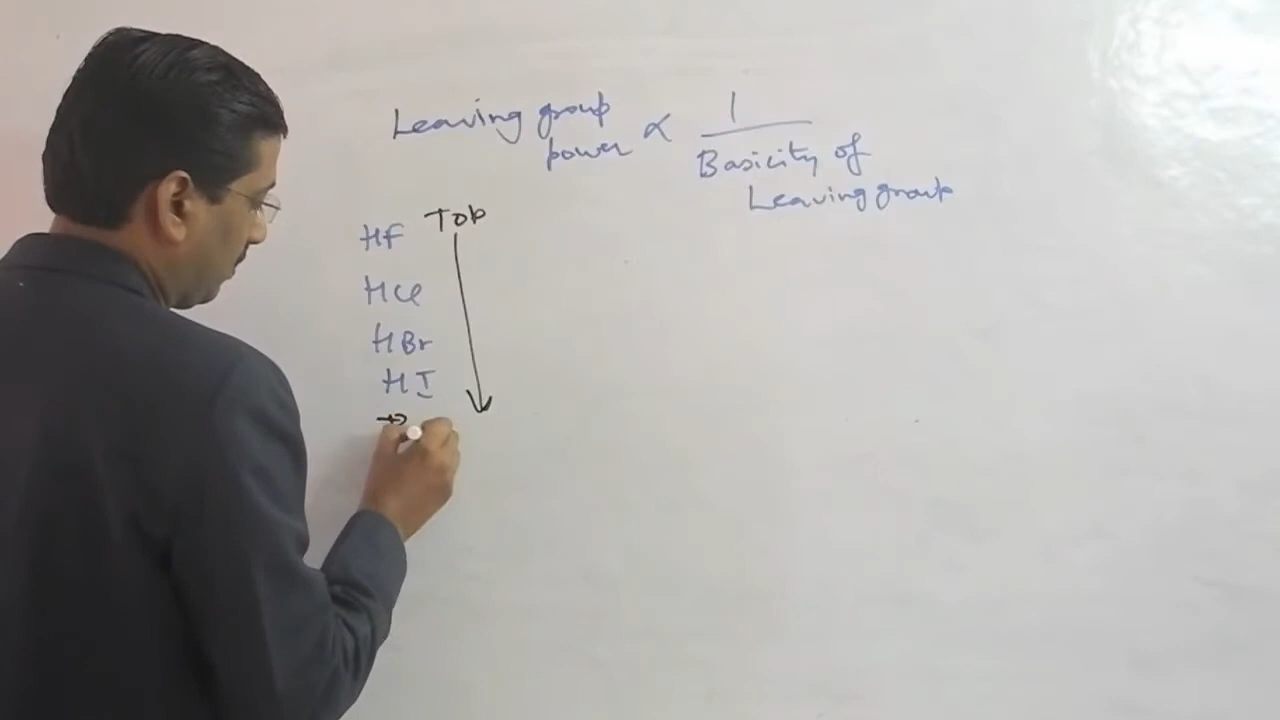 Leaving group
power ∝ 1
Basicity of
Leaving group
HF Top
HCl
HBr
HI